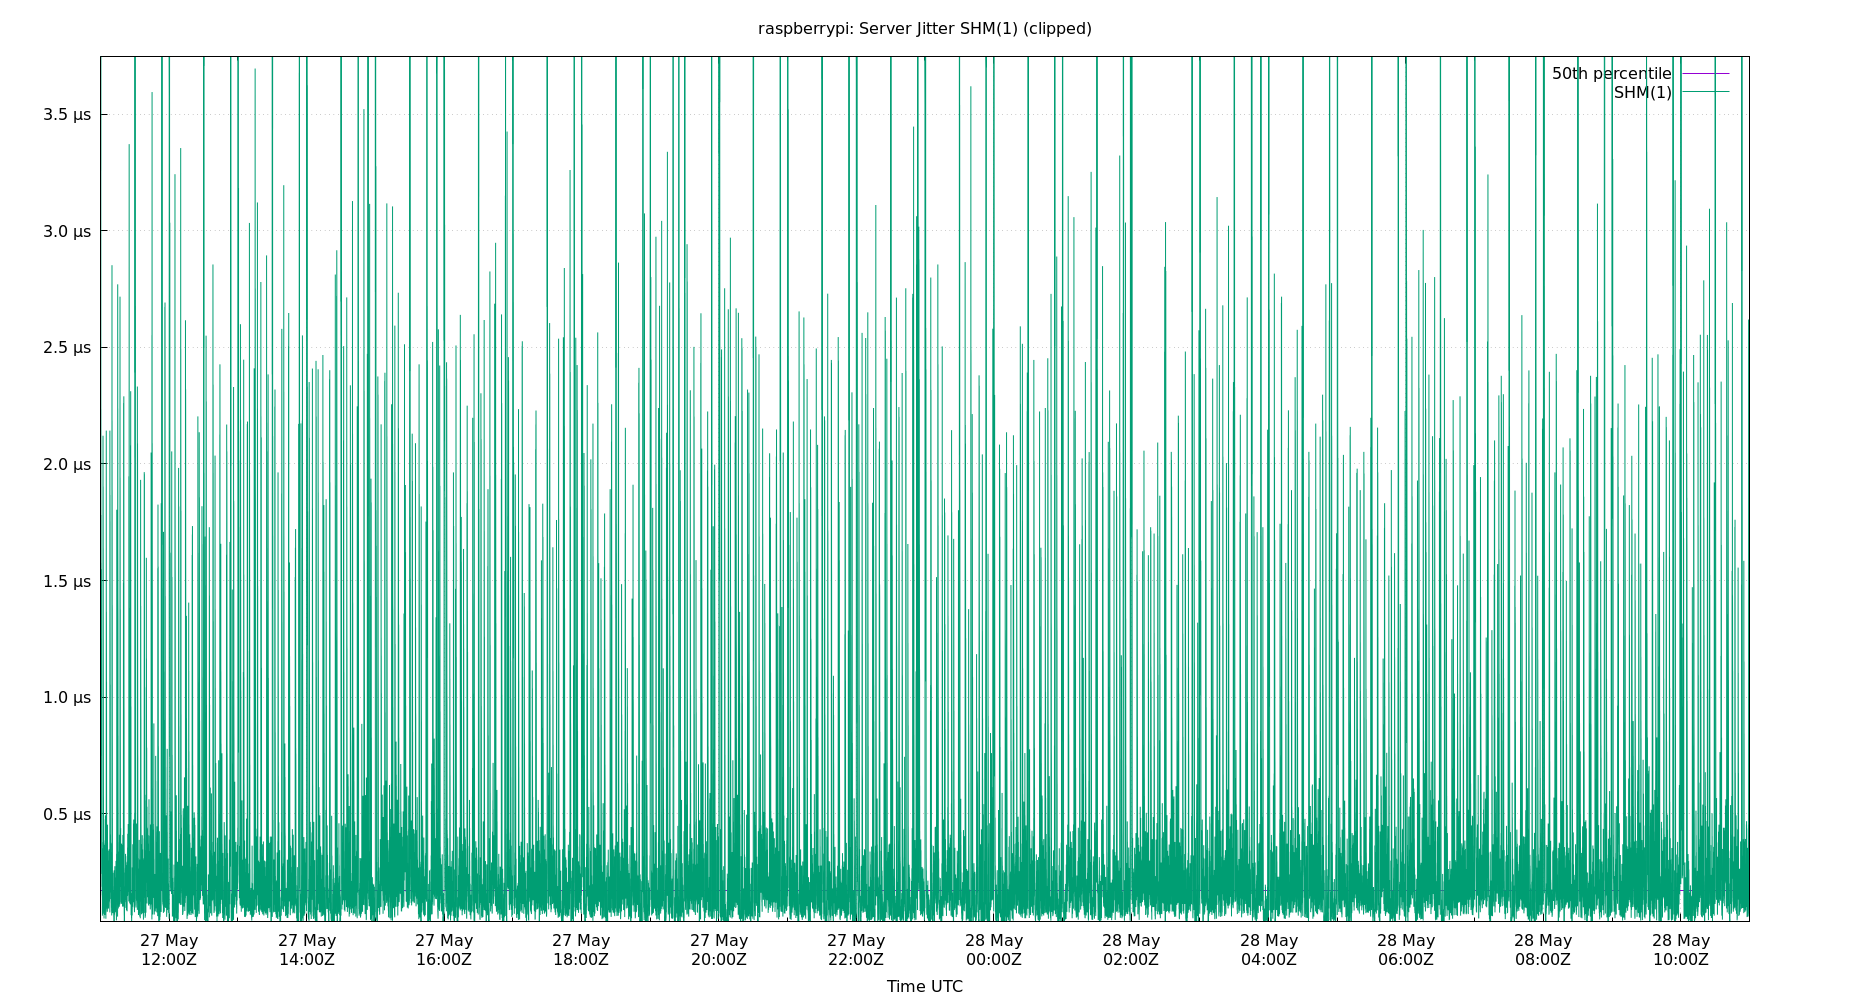 raspberrypi: Server Jitter SHM(1) (clipped)
50th percentile
SHM(1)
3.5 µs
3.0 µs
2.5 µs
2.0 µs
1.5 µs
1.0 µs
0.5 µs
27 May 27 May 27 May 27 May 27 May 27 May 28 May 28 May 28 May 28 May 28 May 28 May
12:00Z 14:00Z 16:00Z 18:00Z 20:00Z 22:00Z 00:00Z 02:00Z 04:00Z 06:00Z 08:00Z 10:00Z
Time UTC